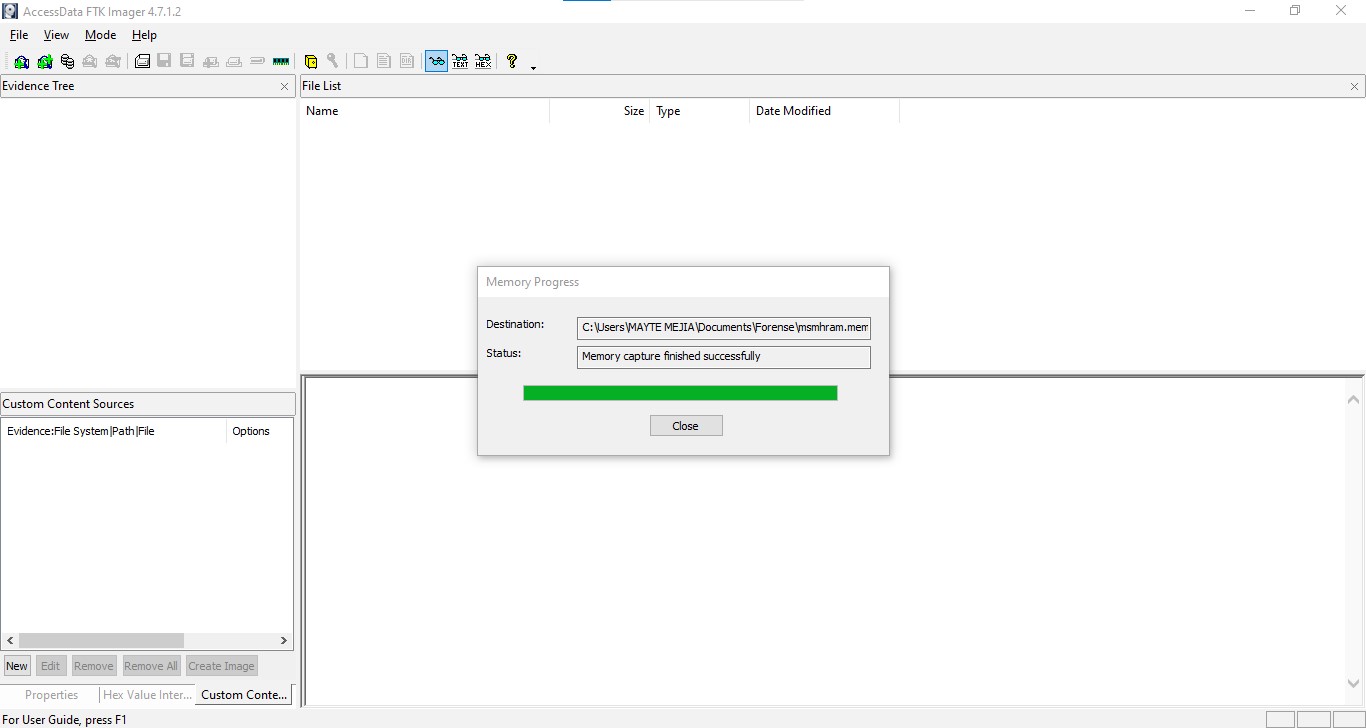 AccessData FTK Imager 4.7.1.2
File View Mode Help
TEXT HEX ?
Evidence Tree
File List
Name Size Type Date Modified
Memory Progress
Destination: C:\Users\MAYTE MEJIA\Documents\Forense\msmhram.mem
Status: Memory capture finished successfully
Close
Custom Content Sources
Evidence:File System|Path|File Options
New Edit Remove Remove All Create Image
Properties Hex Value Inter... Custom Conte...
For User Guide, press F1